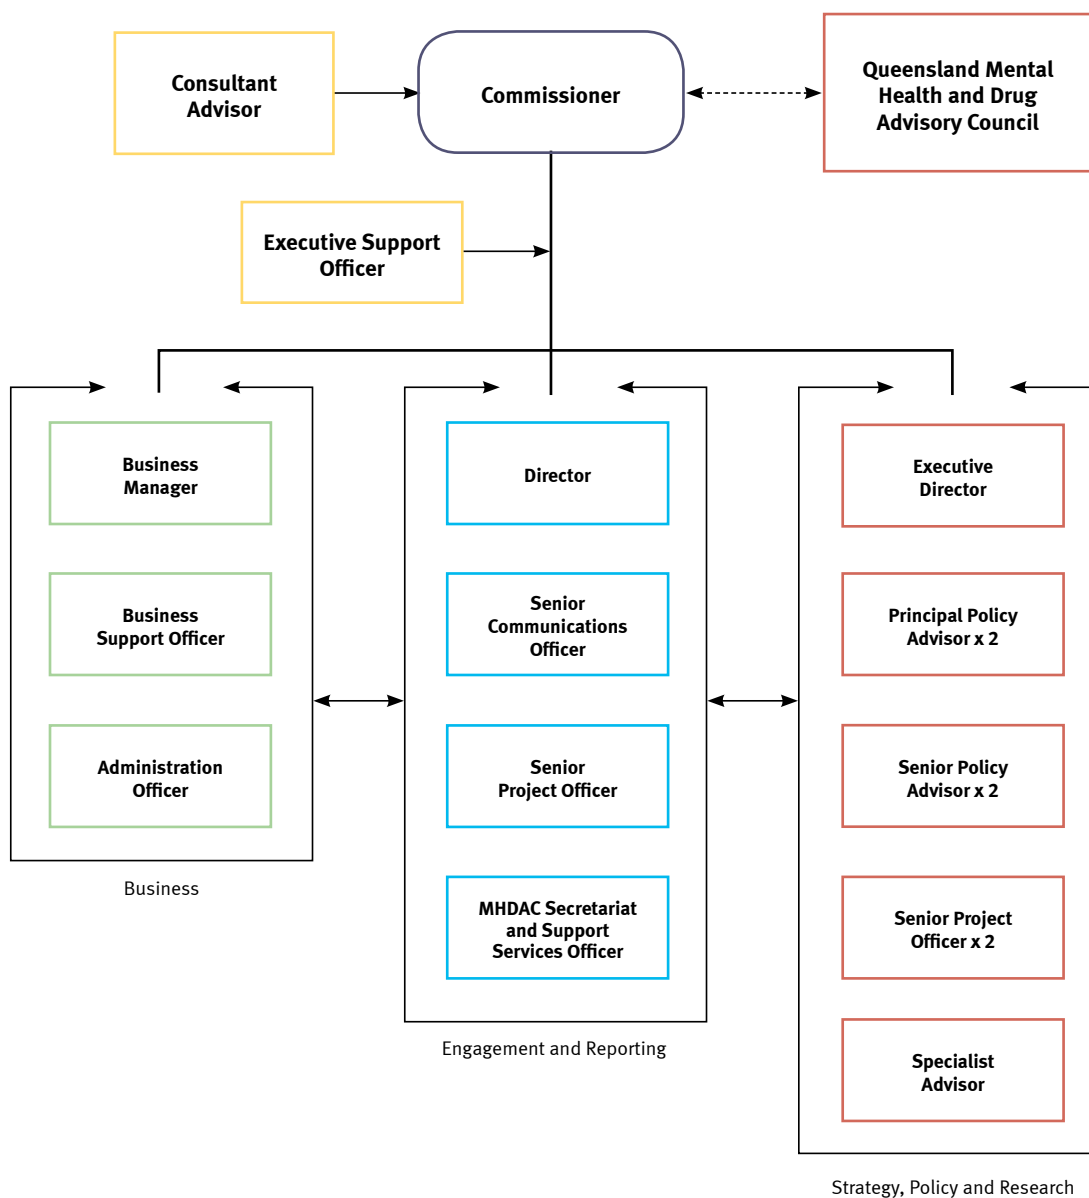 Consultant
Advisor
Commissioner
Queensland Mental
Health and Drug
Advisory Council
Executive Support
Officer
Business
Manager
Business
Support Officer
Administration
Officer
Business
Director
Senior
Communications
Officer
Senior
Project Officer
MHDAC Secretariat
and Support
Services Officer
Engagement and Reporting
Executive
Director
Principal Policy
Advisor x 2
Senior Policy
Advisor x 2
Senior Project
Officer x 2
Specialist
Advisor
Strategy, Policy and Research